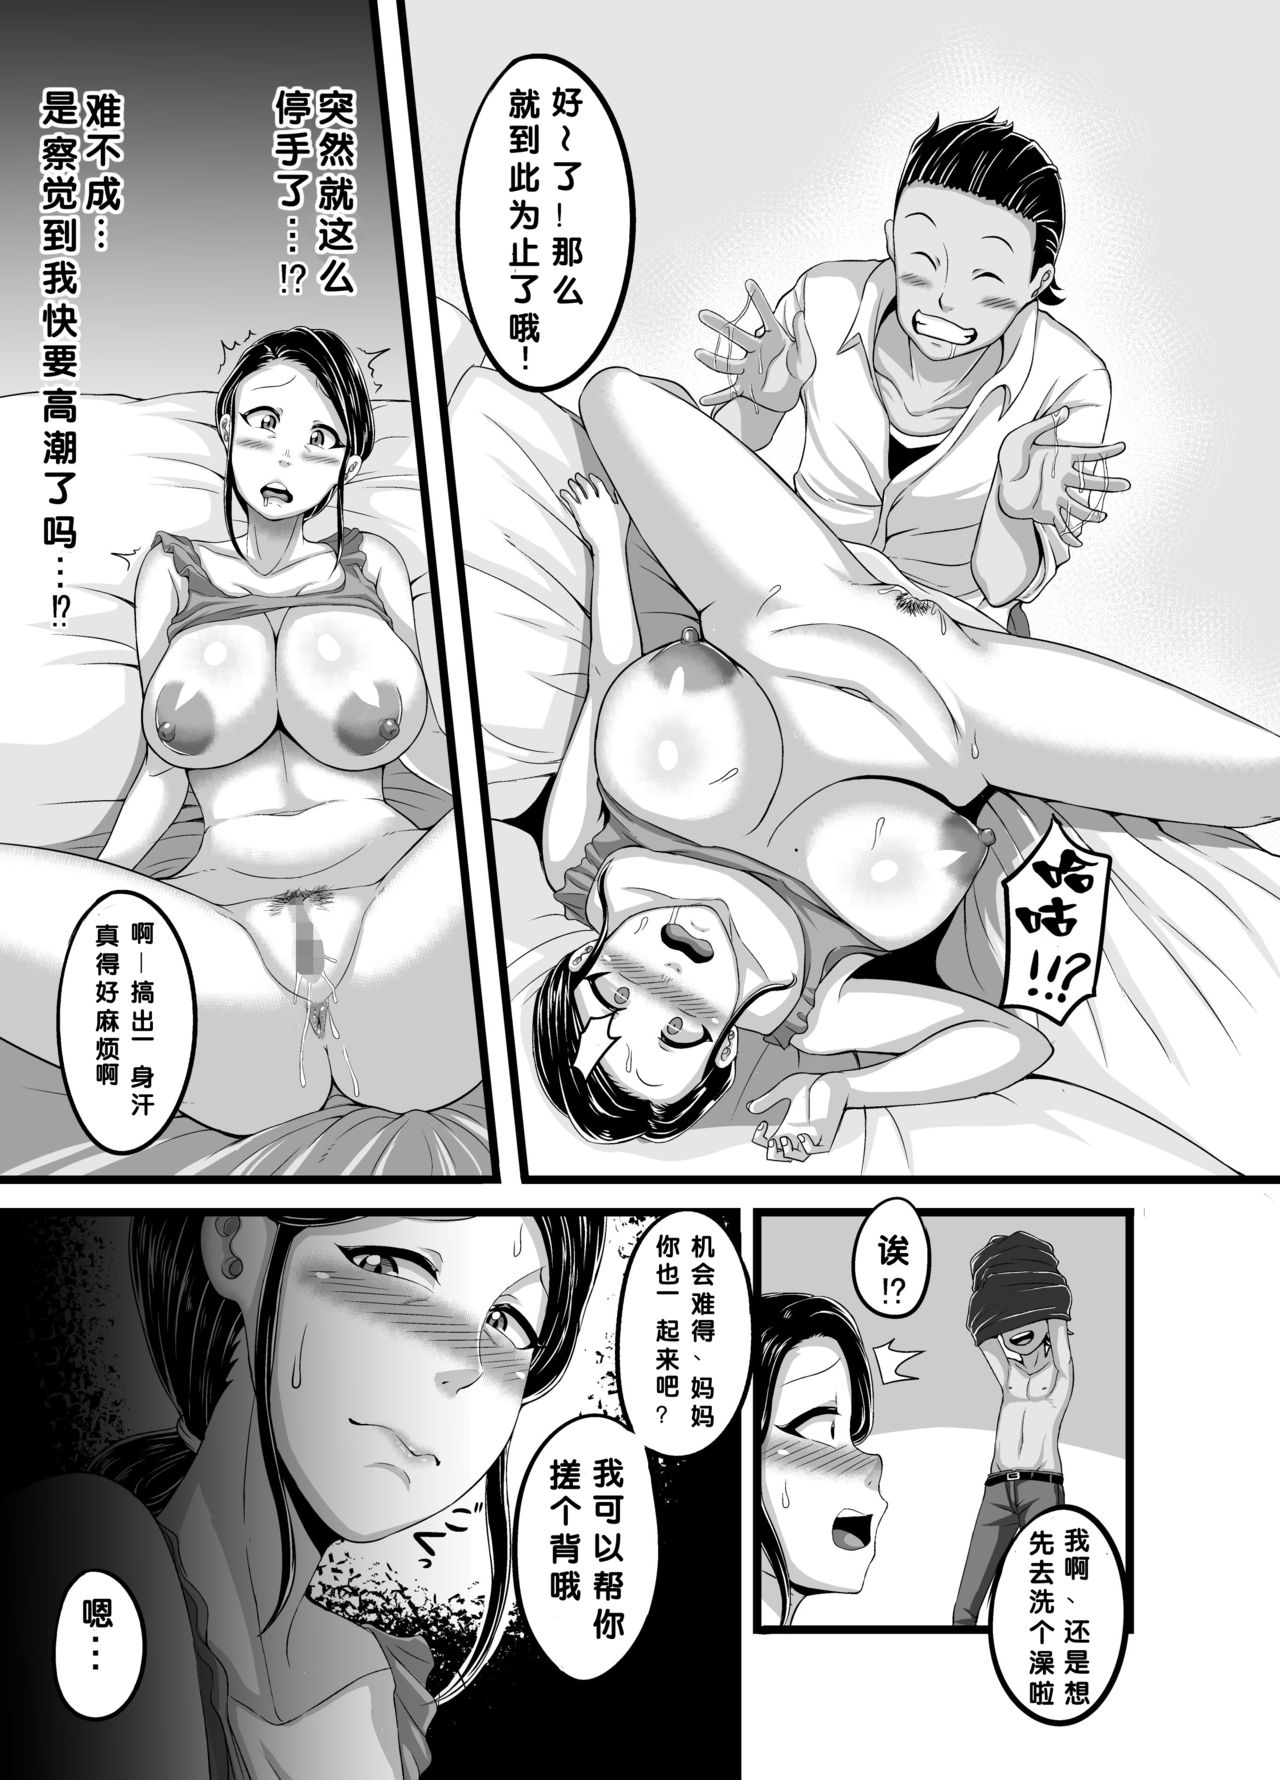 好～了！那么
就到此为止了哦！
哈
咕!!?
突然就这么
停手了…!?
难不成…
是察觉到我快要高潮了吗…!?
啊—搞出一身汗
真得好麻烦啊
诶!?
我啊、还是想
先去洗个澡啦
机会难得、妈妈
你也一起来吧？
我可以帮你
搓个背哦
嗯…